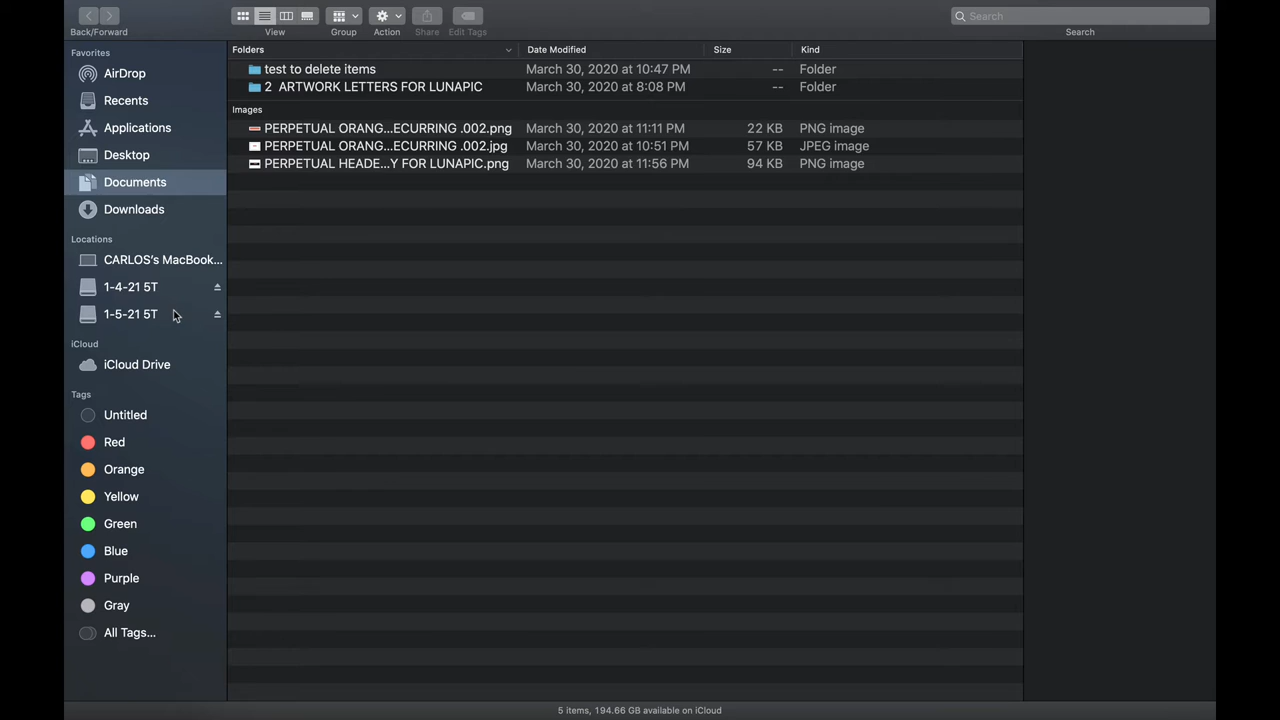 Back/Forward
View
Group
Action
Share
Edit Tags
Search
Search
Favorites
AirDrop
Recents
Applications
Desktop
Documents
Downloads
Locations
CARLOS's MacBook...
1-4-21 5T
1-5-21 5T
iCloud
iCloud Drive
Tags
Untitled
Red
Orange
Yellow
Green
Blue
Purple
Gray
All Tags...
Folders Date Modified Size Kind
test to delete items March 30, 2020 at 10:47 PM -- Folder
2 ARTWORK LETTERS FOR LUNAPIC March 30, 2020 at 8:08 PM -- Folder
Images
PERPETUAL ORANG...ECURRING .002.png March 30, 2020 at 11:11 PM 22 KB PNG image
PERPETUAL ORANG...ECURRING .002.jpg March 30, 2020 at 10:51 PM 57 KB JPEG image
PERPETUAL HEADE...Y FOR LUNAPIC.png March 30, 2020 at 11:56 PM 94 KB PNG image
5 items, 194.66 GB available on iCloud